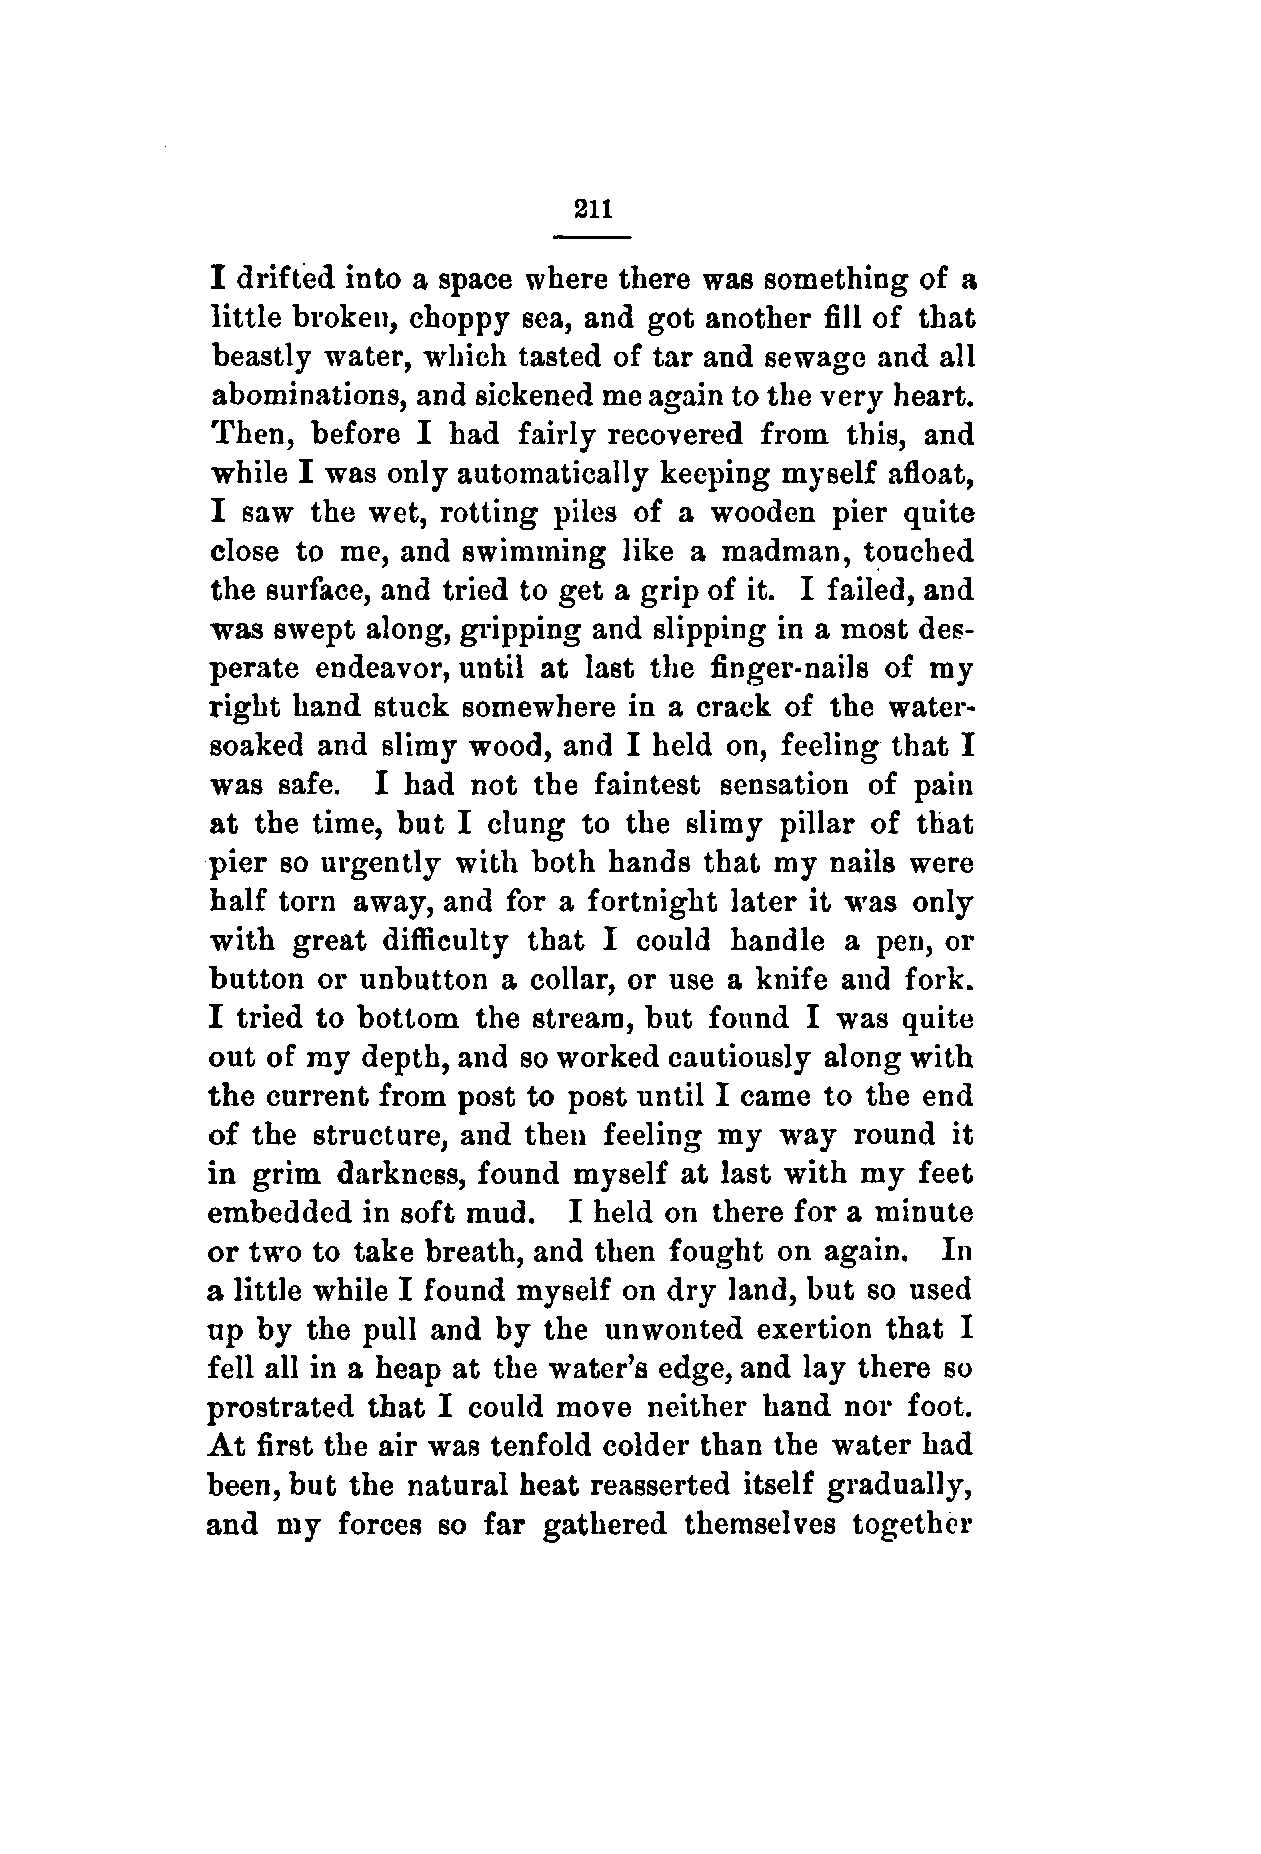 211
I drifted into a space where there was something of a
little broken, choppy sea, and got another fill of that
beastly water, which tasted of tar and sewage and all
abominations, and sickened me again to the very heart.
Then, before I had fairly recovered from this, and
while I was only automatically keeping myself afloat,
I saw the wet, rotting piles of a wooden pier quite
close to me, and swimming like a madman, touched
the surface, and tried to get a grip of it. I failed, and
was swept along, gripping and slipping in a most des-
perate endeavor, until at last the finger-nails of my
right hand stuck somewhere in a crack of the water-
soaked and slimy wood, and I held on, feeling that I
was safe. I had not the faintest sensation of pain
at the time, but I clung to the slimy pillar of that
pier so urgently with both hands that my nails were
half torn away, and for a fortnight later it was only
with great difficulty that I could handle a pen, or
button or unbutton a collar, or use a knife and fork.
I tried to bottom the stream, but found I was quite
out of my depth, and so worked cautiously along with
the current from post to post until I came to the end
of the structure, and then feeling my way round it
in grim darkness, found myself at last with my feet
embedded in soft mud. I held on there for a minute
or two to take breath, and then fought on again. In
a little while I found myself on dry land, but so used
up by the pull and by the unwonted exertion that I
fell all in a heap at the water's edge, and lay there so
prostrated that I could move neither hand nor foot.
At first the air was tenfold colder than the water had
been, but the natural heat reasserted itself gradually,
and my forces so far gathered themselves together